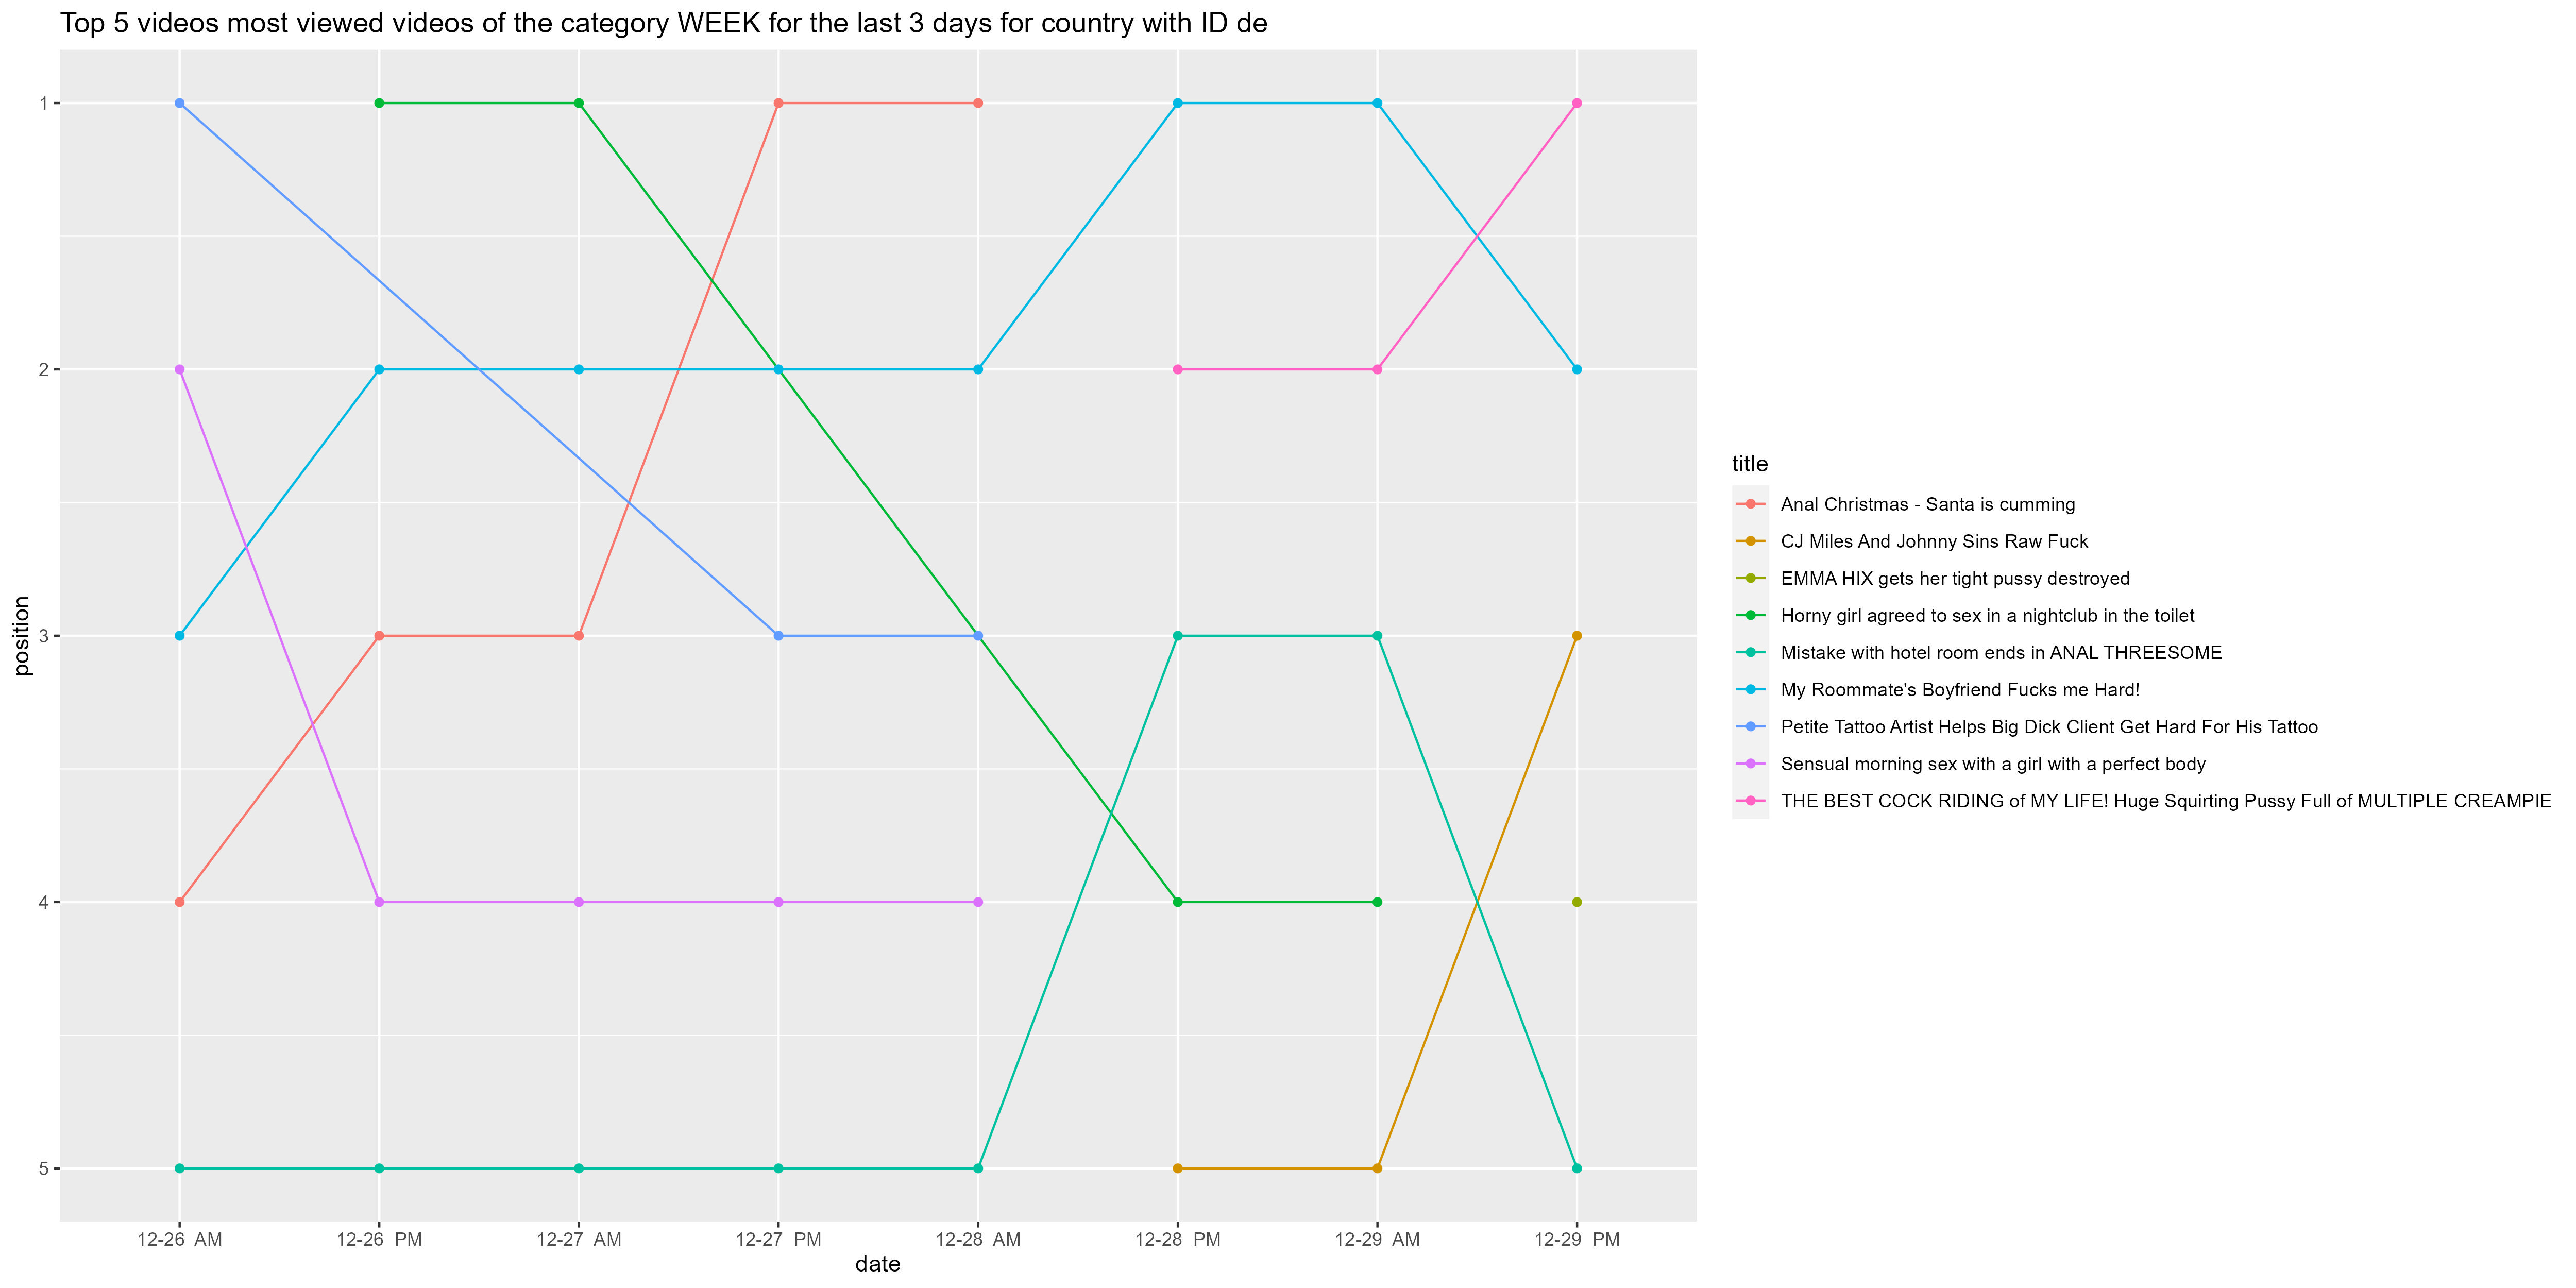 Top 5 videos most viewed videos of the category WEEK for the last 3 days for country with ID de
position
1
2
3
4
5
12-26 AM
12-26 PM
12-27 AM
12-27 PM
12-28 AM
12-28 PM
12-29 AM
12-29 PM
date
title
Anal Christmas - Santa is cumming
CJ Miles And Johnny Sins Raw Fuck
EMMA HIX gets her tight pussy destroyed
Horny girl agreed to sex in a nightclub in the toilet
Mistake with hotel room ends in ANAL THREESOME
My Roommate's Boyfriend Fucks me Hard!
Petite Tattoo Artist Helps Big Dick Client Get Hard For His Tattoo
Sensual morning sex with a girl with a perfect body
THE BEST COCK RIDING of MY LIFE! Huge Squirting Pussy Full of MULTIPLE CREAMPIE